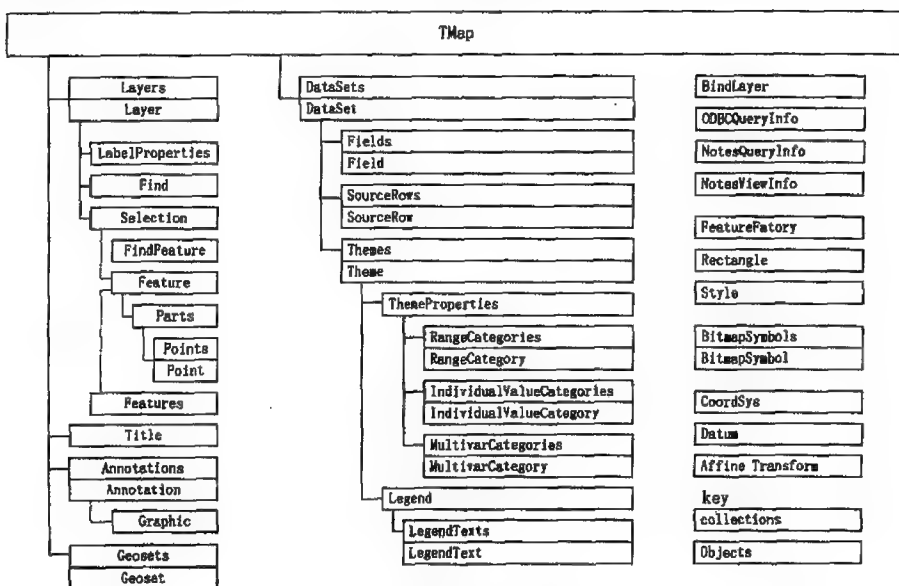 TMap
Layers
Layer
LabelProperties
Find
Selection
FindFeature
Feature
Parts
Points
Point
Features
Title
Annotations
Annotation
Graphic
Geosets
Geoset
DataSets
DataSet
Fields
Field
SourceRows
SourceRow
Themes
Theme
ThemeProperties
RangeCategories
RangeCategory
IndividualValueCategories
IndividualValueCategory
MultivarCategories
MultivarCategory
Legend
LegendTexts
LegendText
BindLayer
ODBCQueryInfo
NotesQueryInfo
NotesViewInfo
FeatureFatory
Rectangle
Style
BitmapSymbols
BitmapSymbol
CoordSys
Datum
Affine Transform
key
collections
Objects